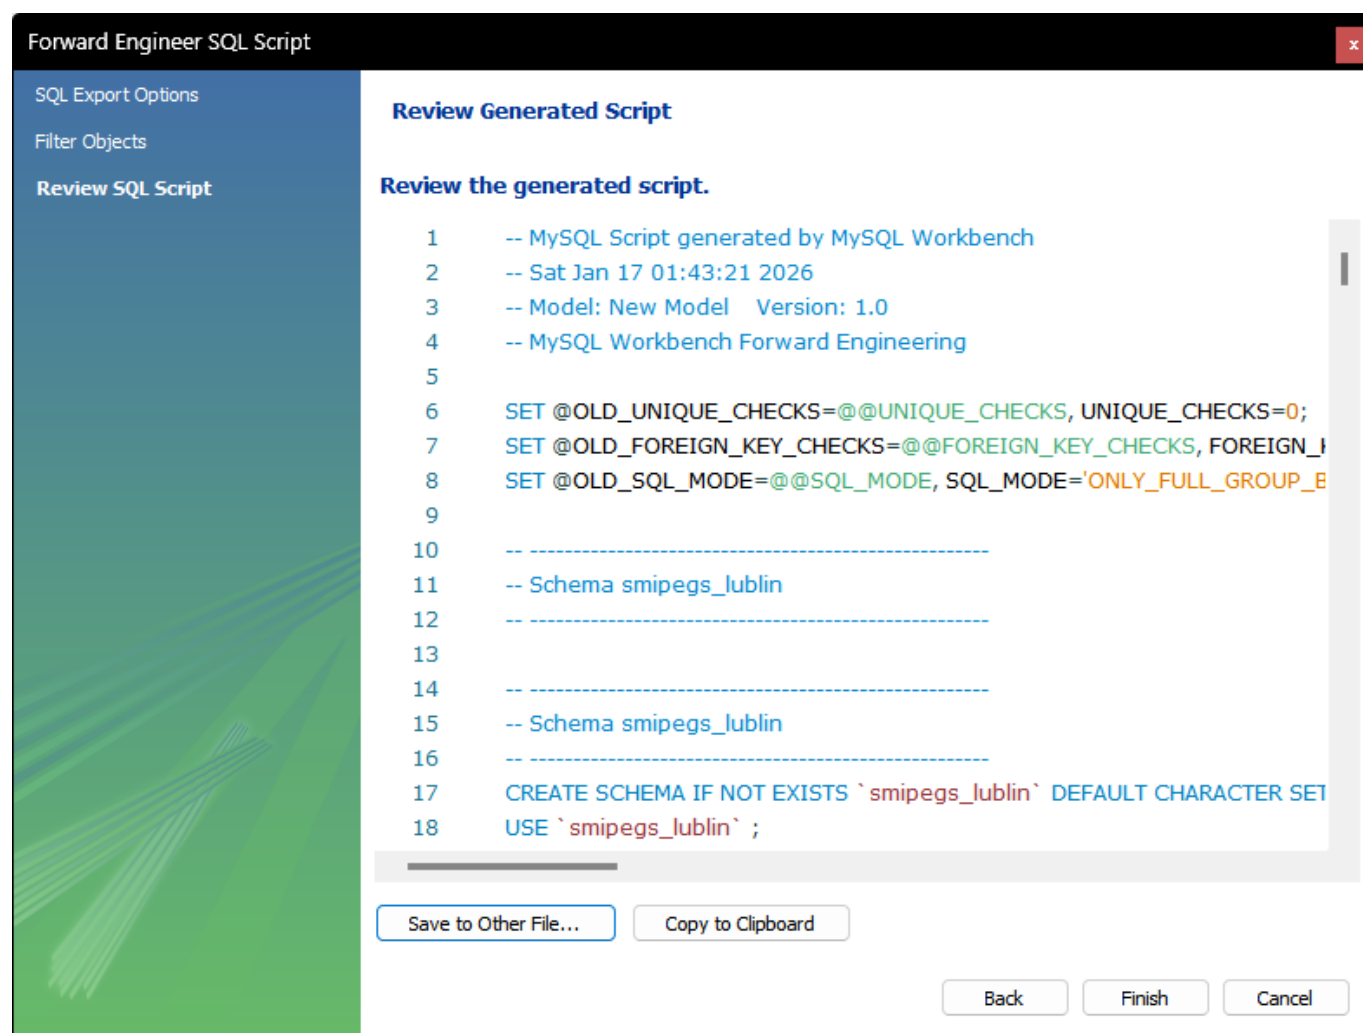 Forward Engineer SQL Script
x
SQL Export Options
Filter Objects
Review SQL Script
Review Generated Script
Review the generated script.
1 -- MySQL Script generated by MySQL Workbench
2 -- Sat Jan 17 01:43:21 2026
3 -- Model: New Model    Version: 1.0
4 -- MySQL Workbench Forward Engineering
5
6 SET @OLD_UNIQUE_CHECKS=@@UNIQUE_CHECKS, UNIQUE_CHECKS=0;
7 SET @OLD_FOREIGN_KEY_CHECKS=@@FOREIGN_KEY_CHECKS, FOREIGN_
8 SET @OLD_SQL_MODE=@@SQL_MODE, SQL_MODE='ONLY_FULL_GROUP_B
9
10 -- -----------------------------------------------------
11 -- Schema smipegs_lublin
12 -- -----------------------------------------------------
13
14 -- -----------------------------------------------------
15 -- Schema smipegs_lublin
16 -- -----------------------------------------------------
17 CREATE SCHEMA IF NOT EXISTS `smipegs_lublin` DEFAULT CHARACTER SET
18 USE `smipegs_lublin` ;
Save to Other File...
Copy to Clipboard
Back
Finish
Cancel